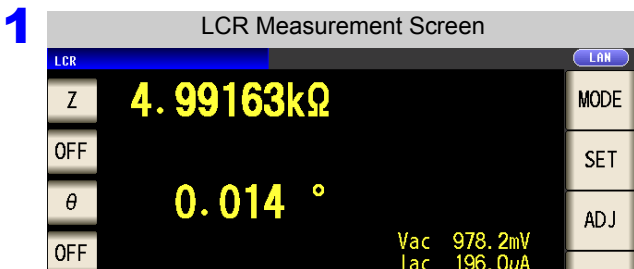 1
LCR Measurement Screen
LCR
LAN
Z
4.99163kΩ
MODE
OFF
SET
θ
0.014 °
ADJ
OFF
Vac 978.2mV
Iac 196.0uA